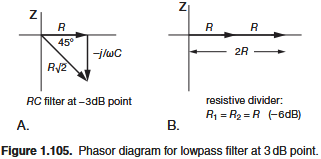 Z
R
45°
R√2
-j/ωC
RC filter at -3dB point
A.
Z
R R
2R
resistive divider:
R₁ = R₂ = R (-6dB)
B.
Figure 1.105. Phasor diagram for lowpass filter at 3 dB point.